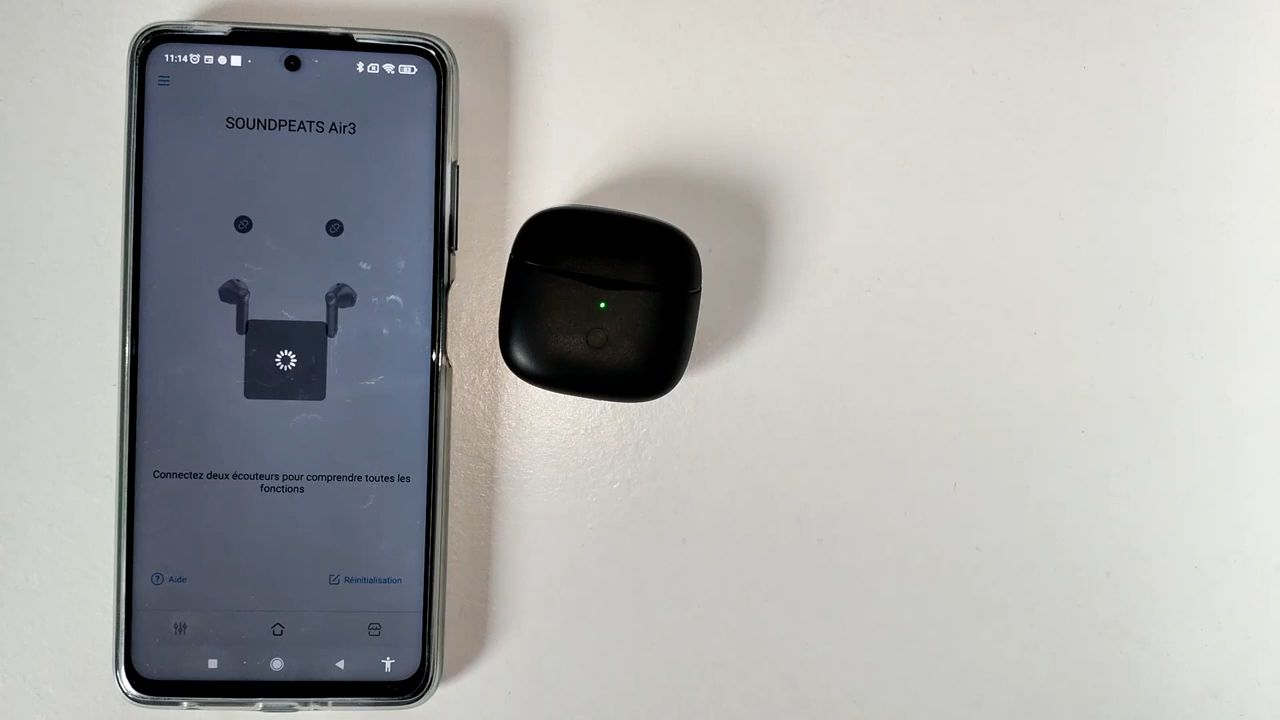 11:14
SOUNDPEATS Air3
Connectez deux écouteurs pour comprendre toutes les
fonctions
? Aide
Réinitialisation